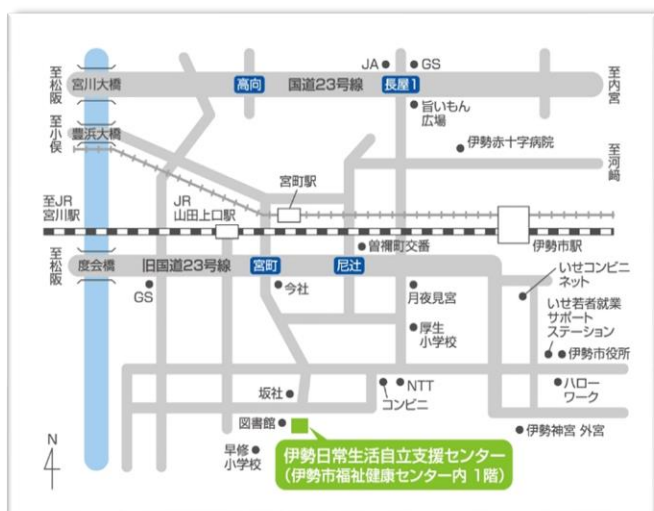 JA
GS
至松阪
宮川大橋
高向
国道23号線
長屋1
至内宮
旨いもん
広場
至小俣
豊浜大橋
伊勢赤十字病院
至河崎
宮町駅
至JR
宮川駅
JR
山田上口駅
曽禰町交番
伊勢市駅
至松阪
度会橋
旧国道23号線
宮町
尼辻
いせコンビニ
ネット
GS
今社
月夜見宮
いせ若者就業
サポート
ステーション
厚生
小学校
伊勢市役所
坂社
NTT
コンビニ
ハロー
ワーク
図書館
伊勢神宮 外宮
N
早修
小学校
伊勢日常生活自立支援センター
（伊勢市福祉健康センター内 1階）